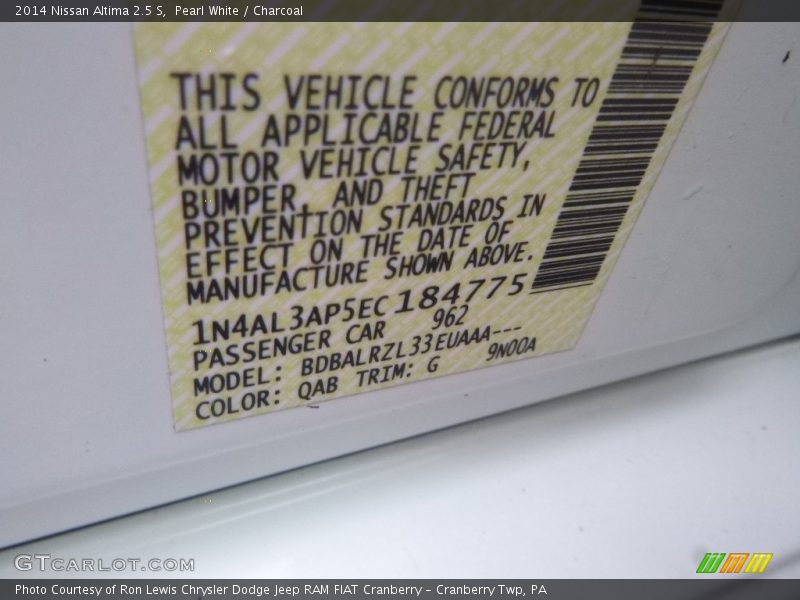 2014 Nissan Altima 2.5 S,  Pearl White / Charcoal
THIS VEHICLE CONFORMS TO
ALL APPLICABLE FEDERAL
MOTOR VEHICLE SAFETY,
BUMPER, AND THEFT
PREVENTION STANDARDS IN
EFFECT ON THE DATE OF
MANUFACTURE SHOWN ABOVE.
1N4AL3AP5EC184775
PASSENGER CAR 962
MODEL: BDBALRZL33EUAAA---
COLOR: QAB TRIM: G 9N00A
GTCARLOT.COM
Photo Courtesy of Ron Lewis Chrysler Dodge Jeep RAM FIAT Cranberry – Cranberry Twp, PA